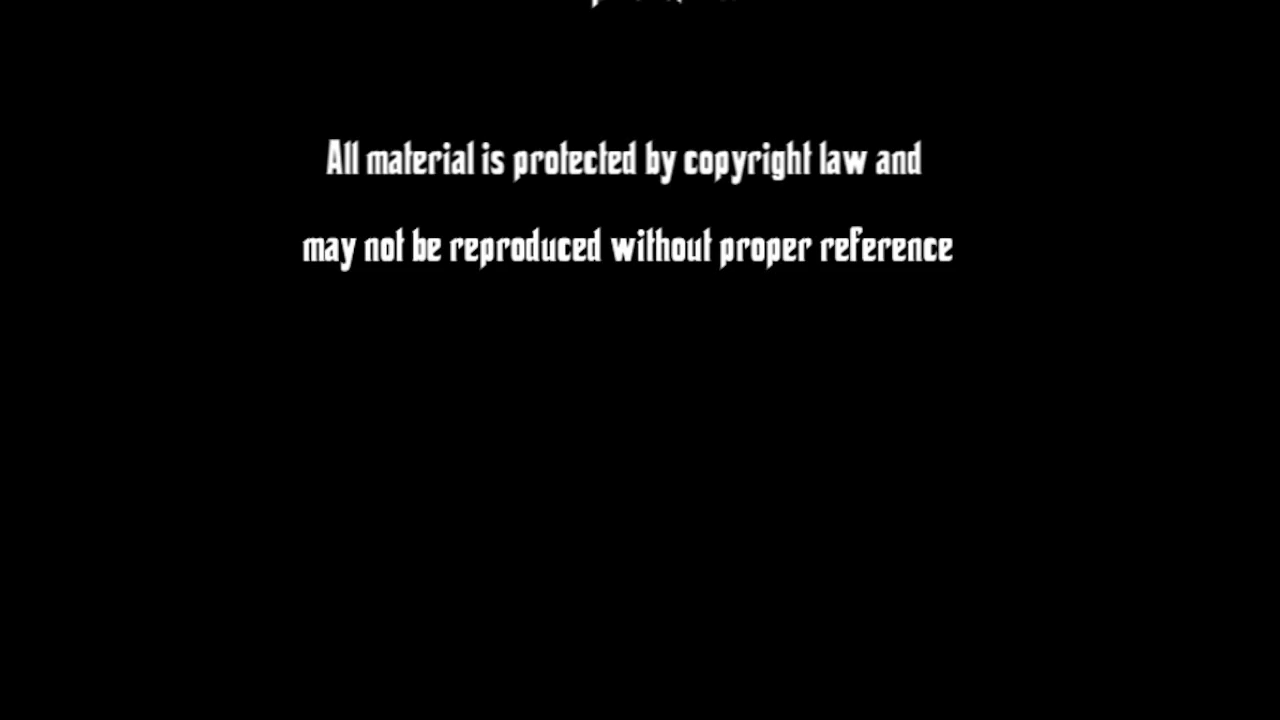 All material is protected by copyright law and
may not be reproduced without proper reference